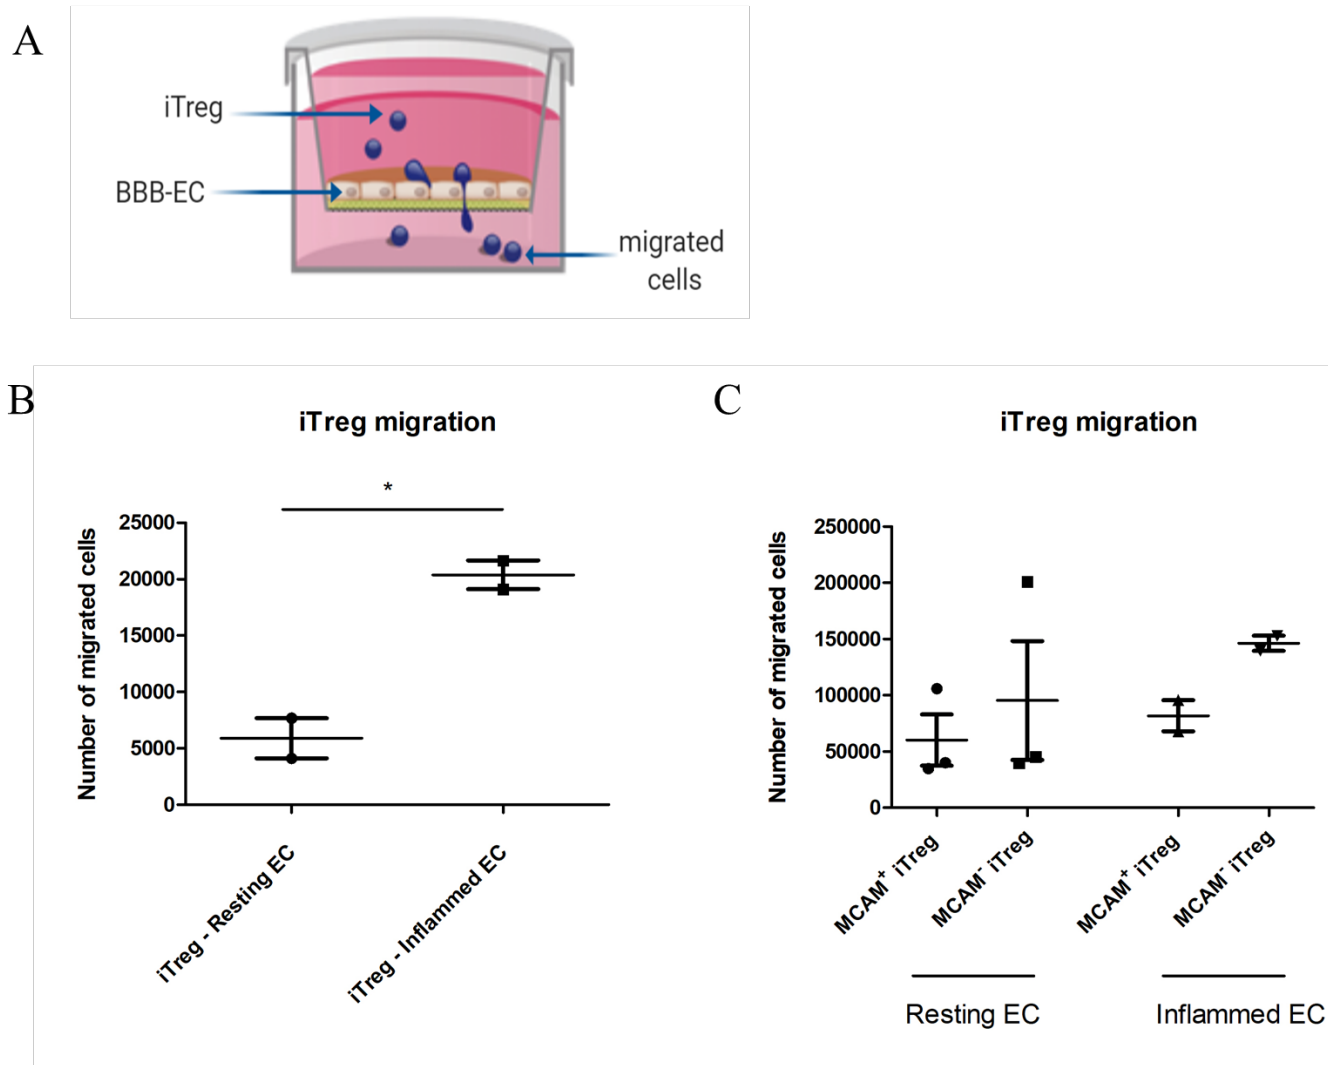 A
iTreg
BBB-EC
migrated
cells
B
iTreg migration
*
Number of migrated cells
25000
20000
15000
10000
5000
0
iTreg - Resting EC
iTreg - Inflammed EC
C
iTreg migration
Number of migrated cells
250000
200000
150000
100000
50000
0
MCAM⁺ iTreg
MCAM⁻ iTreg
MCAM⁺ iTreg
MCAM⁻ iTreg
Resting EC
Inflammed EC